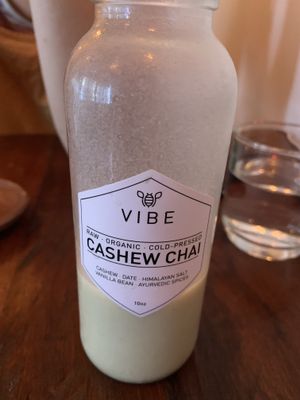 VIBE
RAW · ORGANIC · COLD-PRESSED
CASHEW CHAI
CASHEW · DATE · HIMALAYAN SALT
VANILLA BEAN · AYURVEDIC SPICES
10oz